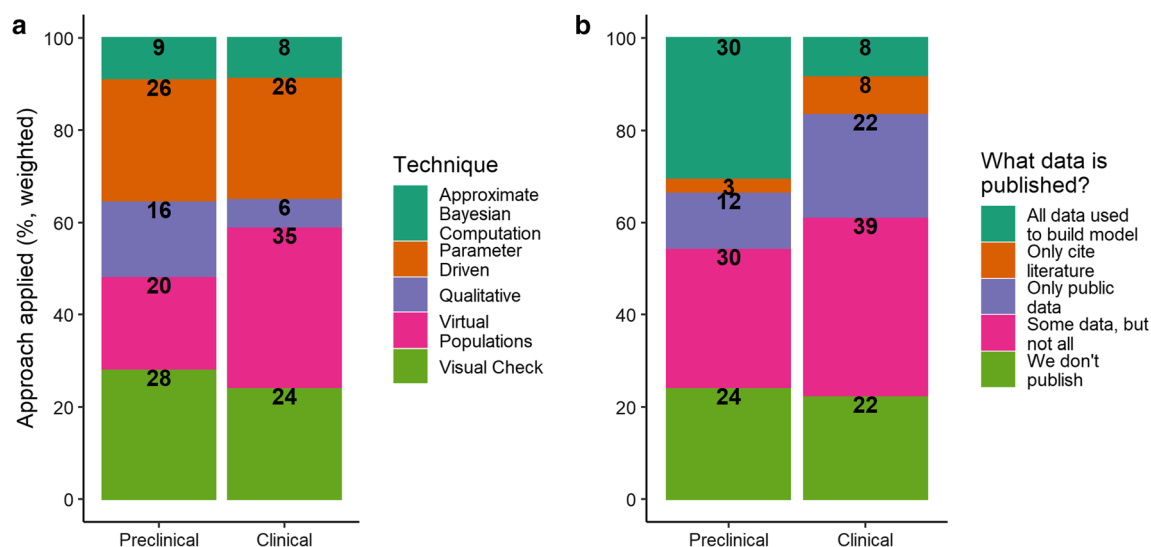 a
Approach applied (%, weighted)
100
80
60
40
20
0
9
26
16
20
28
8
26
6
35
24
Preclinical
Clinical
Technique
Approximate
Bayesian
Computation
Parameter
Driven
Qualitative
Virtual
Populations
Visual Check
b
100
80
60
40
20
0
30
3
12
30
24
8
8
22
39
22
Preclinical
Clinical
What data is
published?
All data used
to build model
Only cite
literature
Only public
data
Some data, but
not all
We don't
publish